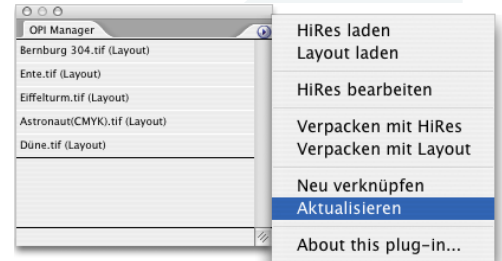 OPI Manager
Bernburg 304.tif (Layout)
Ente.tif (Layout)
Eiffelturm.tif (Layout)
Astronaut(CMYK).tif (Layout)
Düne.tif (Layout)
HiRes laden
Layout laden
HiRes bearbeiten
Verpacken mit HiRes
Verpacken mit Layout
Neu verknüpfen
Aktualisieren
About this plug-in...